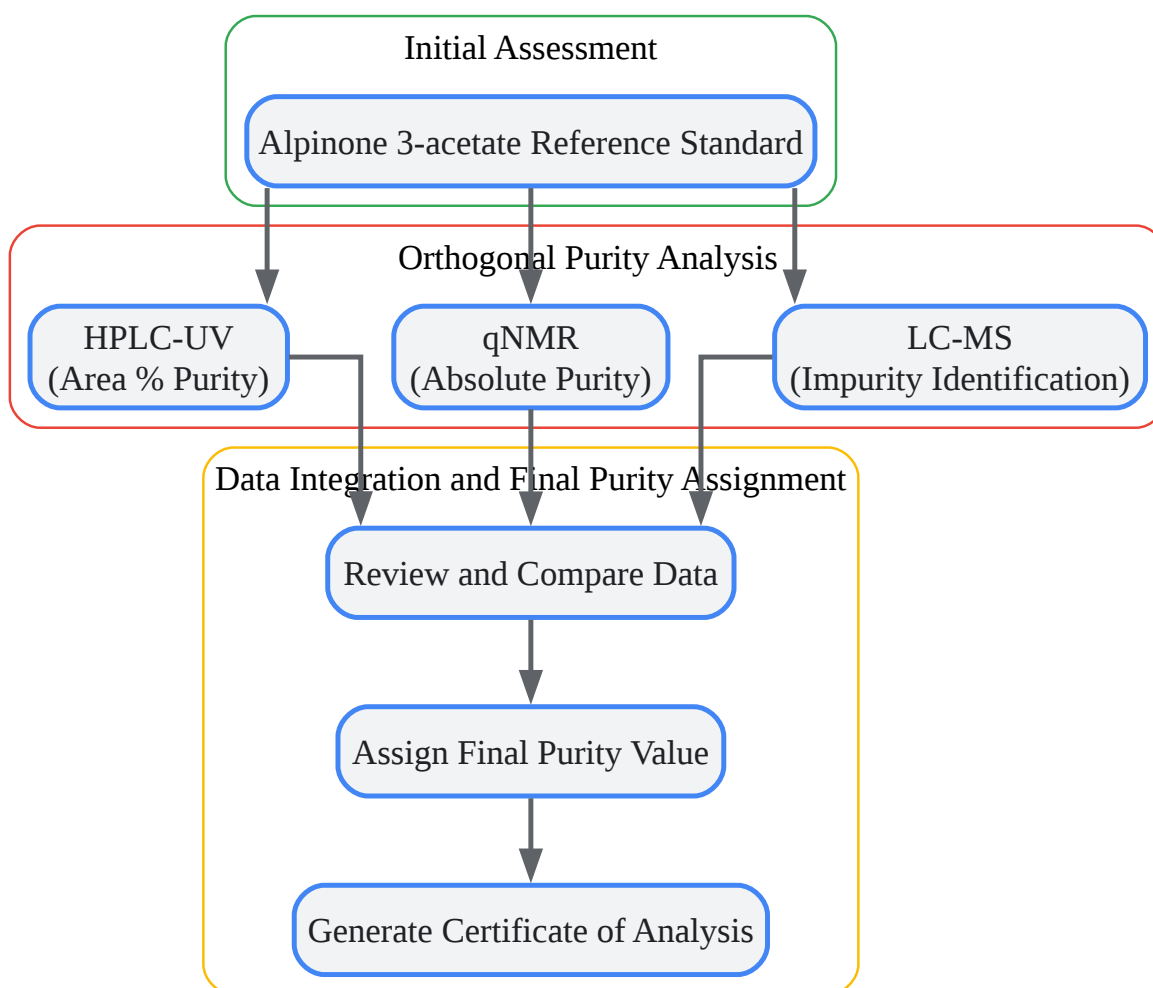 Initial Assessment
Alpinone 3-acetate Reference Standard
Orthogonal Purity Analysis
HPLC-UV
(Area % Purity)
qNMR
(Absolute Purity)
LC-MS
(Impurity Identification)
Data Integration and Final Purity Assignment
Review and Compare Data
Assign Final Purity Value
Generate Certificate of Analysis